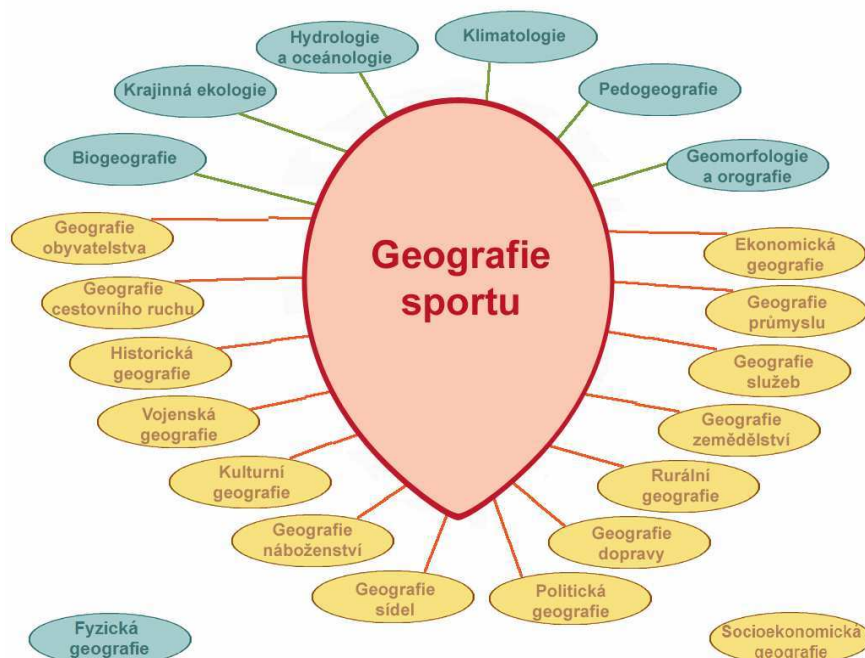 Hydrologie
a oceánologie
Klimatologie
Krajinná ekologie
Pedogeografie
Biogeografie
Geomorfologie
a orografie
Geografie
obyvatelstva
Geografie
sportu
Ekonomická
geografie
Geografie
cestovního ruchu
Geografie
průmyslu
Historická
geografie
Geografie
služeb
Vojenská
geografie
Geografie
zemědělství
Kulturní
geografie
Rurální
geografie
Geografie
náboženství
Geografie
dopravy
Geografie
sídel
Politická
geografie
Fyzická
geografie
Socioekonomická
geografie